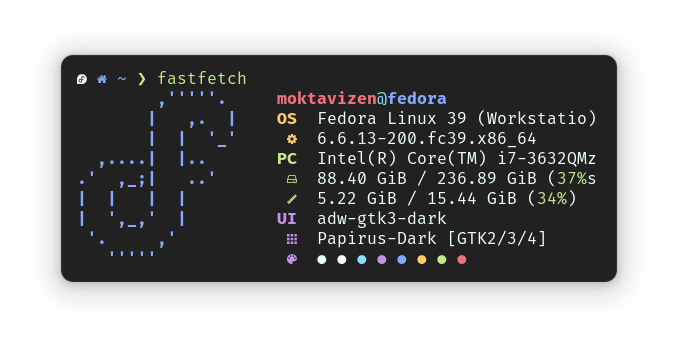 ~ ❯ fastfetch
moktavizen@fedora
OS Fedora Linux 39 (Workstatio)
6.6.13-200.fc39.x86_64
PC Intel(R) Core(TM) i7-3632QMz
88.40 GiB / 236.89 GiB (37%s
5.22 GiB / 15.44 GiB (34%)
UI adw-gtk3-dark
Papirus-Dark [GTK2/3/4]